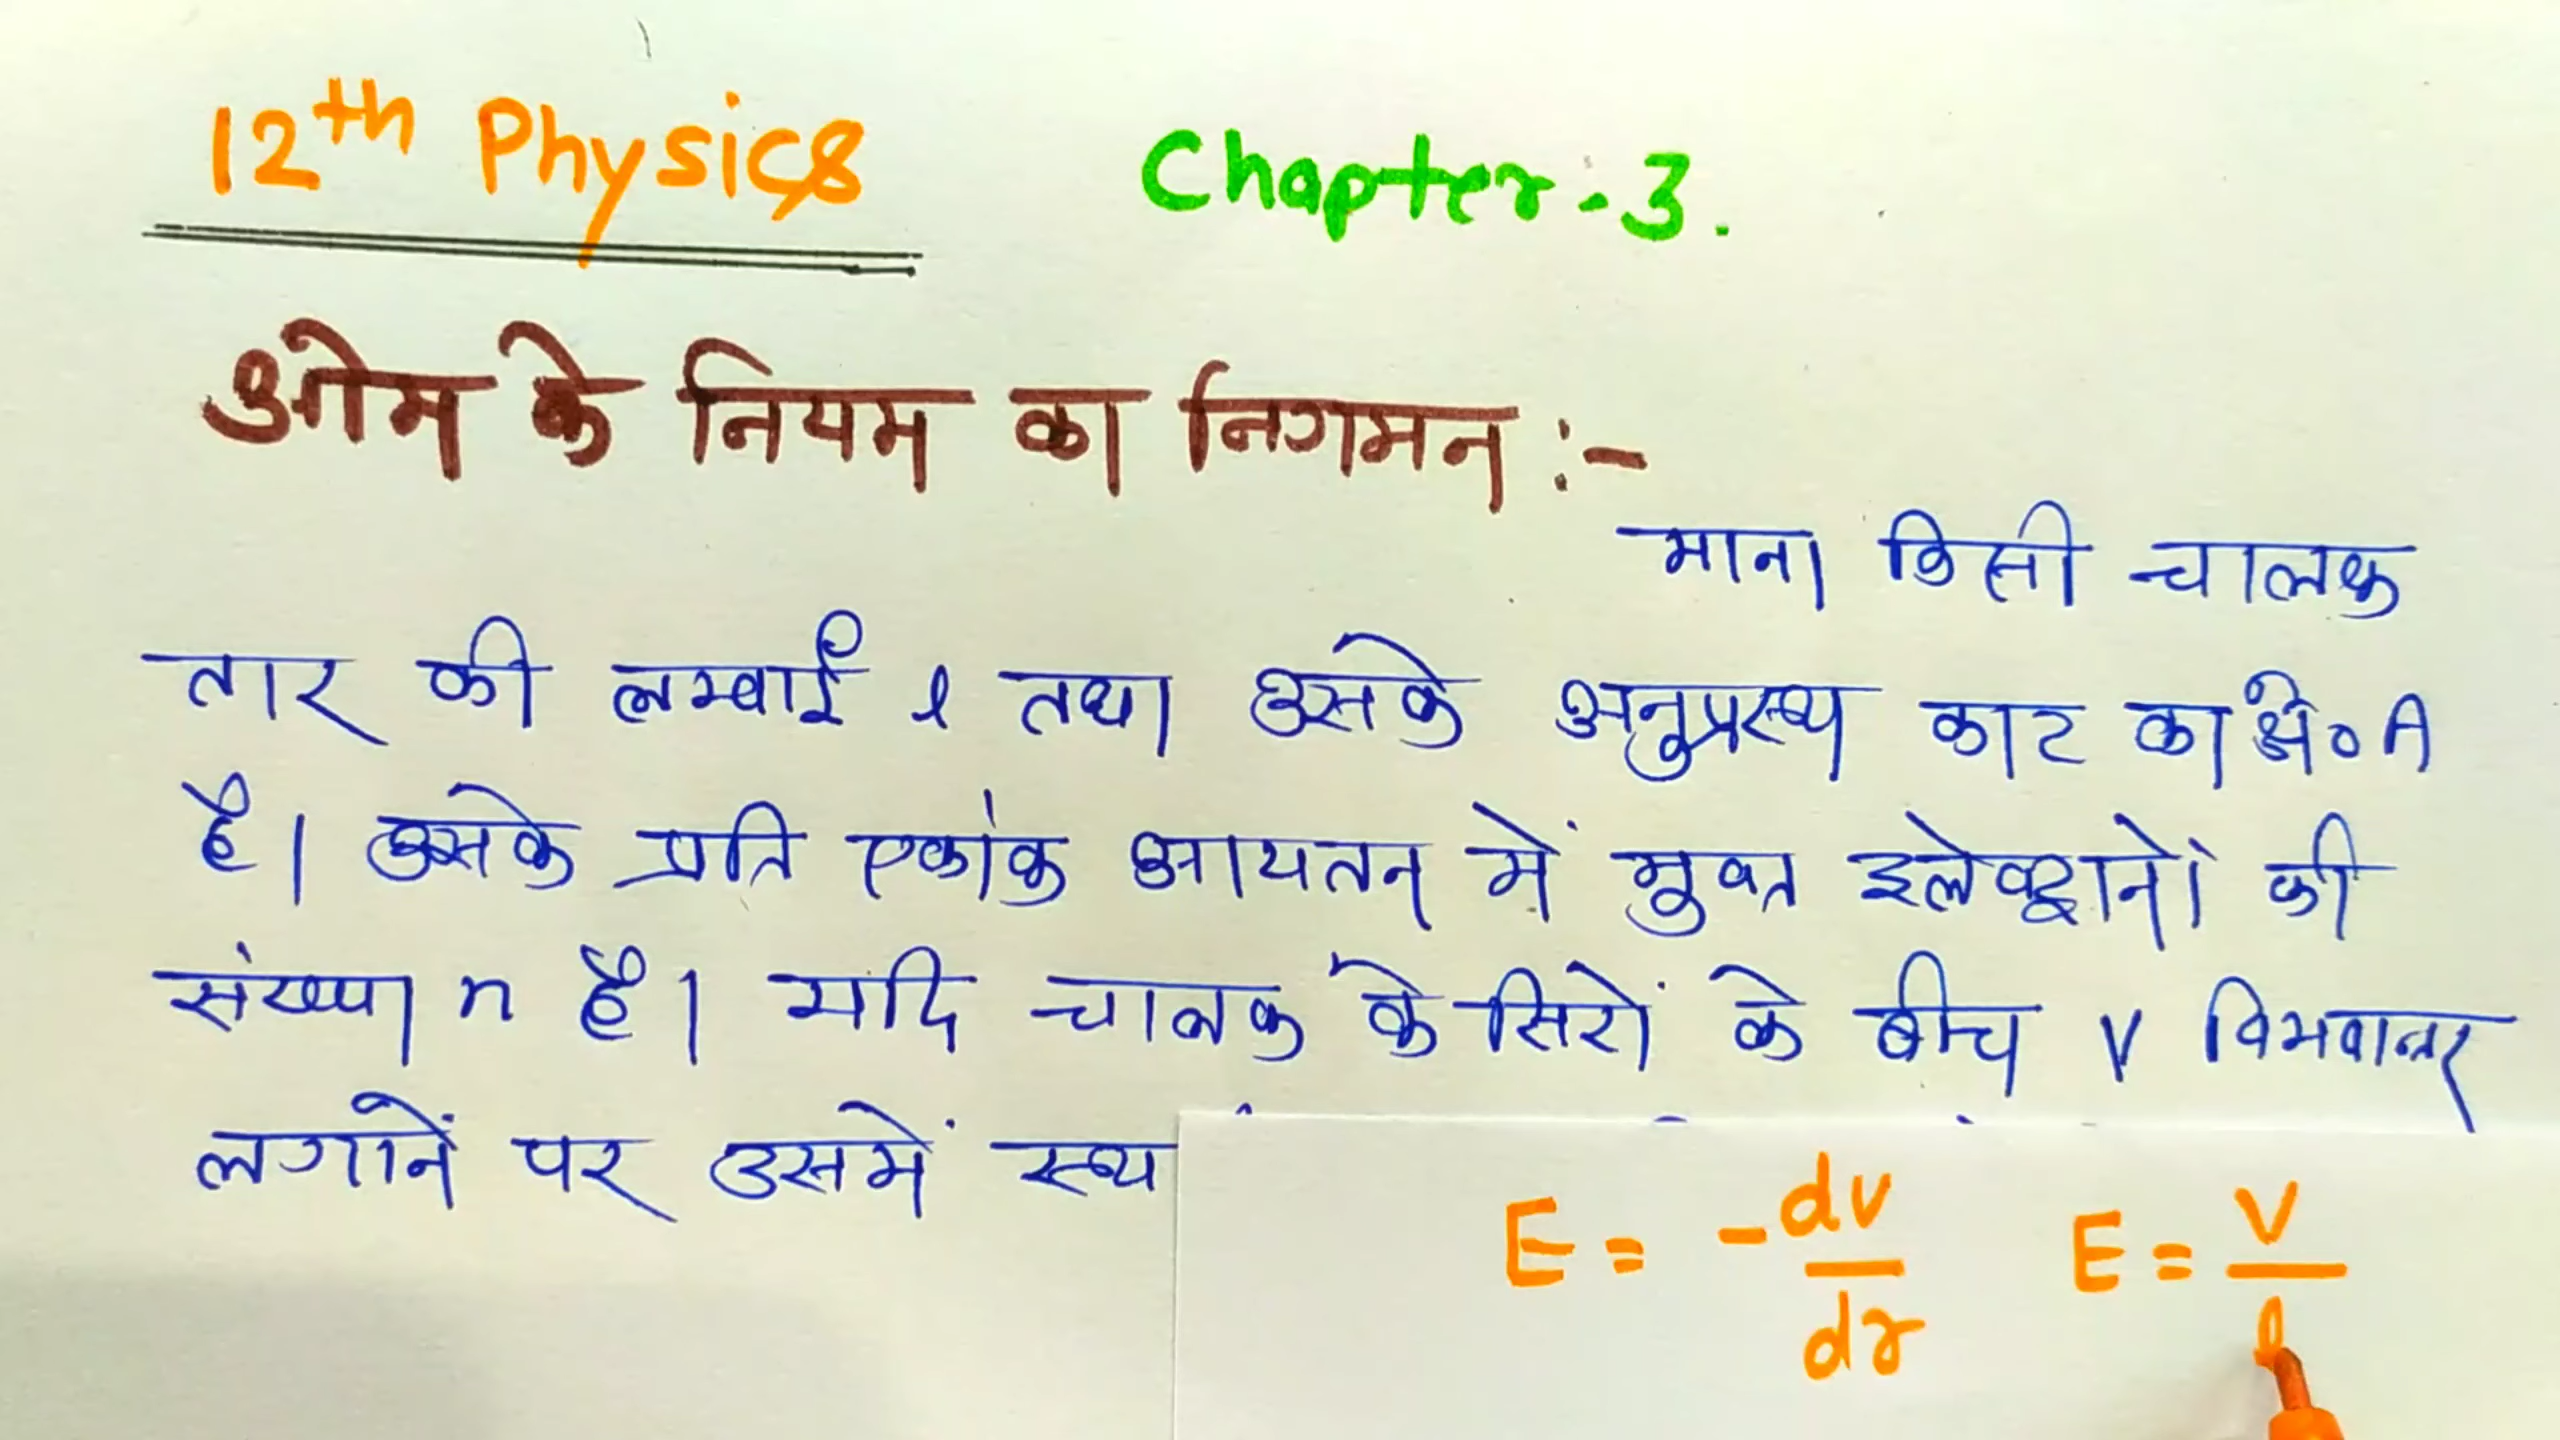 12th Physics
Chapter-3.
ओम के नियम का निगमन :-
माना किसी चालक
तार की लम्बाई l तथा उसके अनुप्रस्थ काट का क्षे० A
है। उसके प्रति एकांक आयतन में मुक्त इलेक्ट्रानों की
संख्या n है। यदि चालक के सिरों के बीच V विभवान्तर
लगानें पर उसमें स्थ
E = -dv/dr E = V/l